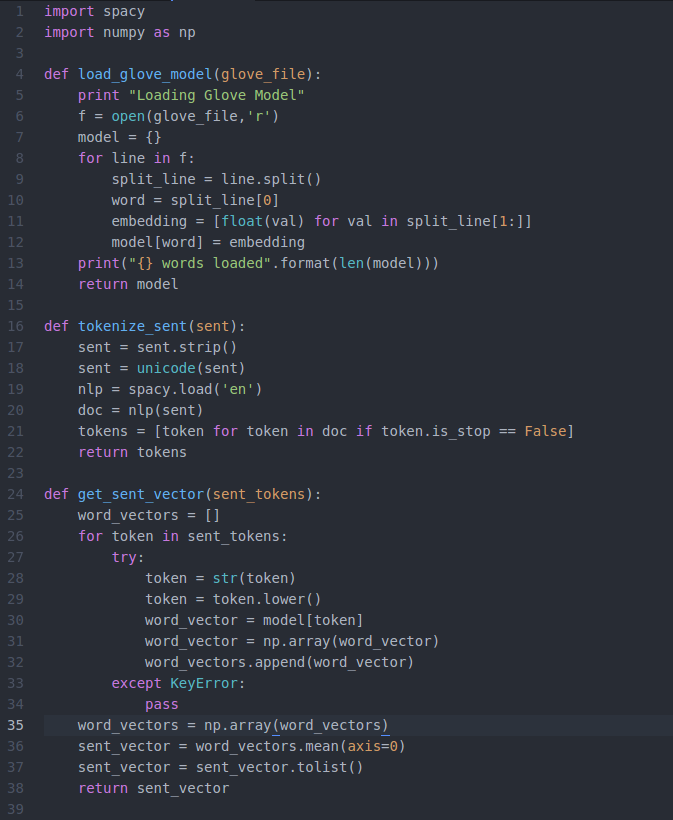 1 import spacy
2 import numpy as np
3
4 def load_glove_model(glove_file):
5     print "Loading Glove Model"
6     f = open(glove_file,'r')
7     model = {}
8     for line in f:
9         split_line = line.split()
10         word = split_line[0]
11         embedding = [float(val) for val in split_line[1:]]
12         model[word] = embedding
13     print("{} words loaded".format(len(model)))
14     return model
15
16 def tokenize_sent(sent):
17     sent = sent.strip()
18     sent = unicode(sent)
19     nlp = spacy.load('en')
20     doc = nlp(sent)
21     tokens = [token for token in doc if token.is_stop == False]
22     return tokens
23
24 def get_sent_vector(sent_tokens):
25     word_vectors = []
26     for token in sent_tokens:
27         try:
28             token = str(token)
29             token = token.lower()
30             word_vector = model[token]
31             word_vector = np.array(word_vector)
32             word_vectors.append(word_vector)
33         except KeyError:
34             pass
35     word_vectors = np.array(word_vectors)
36     sent_vector = word_vectors.mean(axis=0)
37     sent_vector = sent_vector.tolist()
38     return sent_vector
39